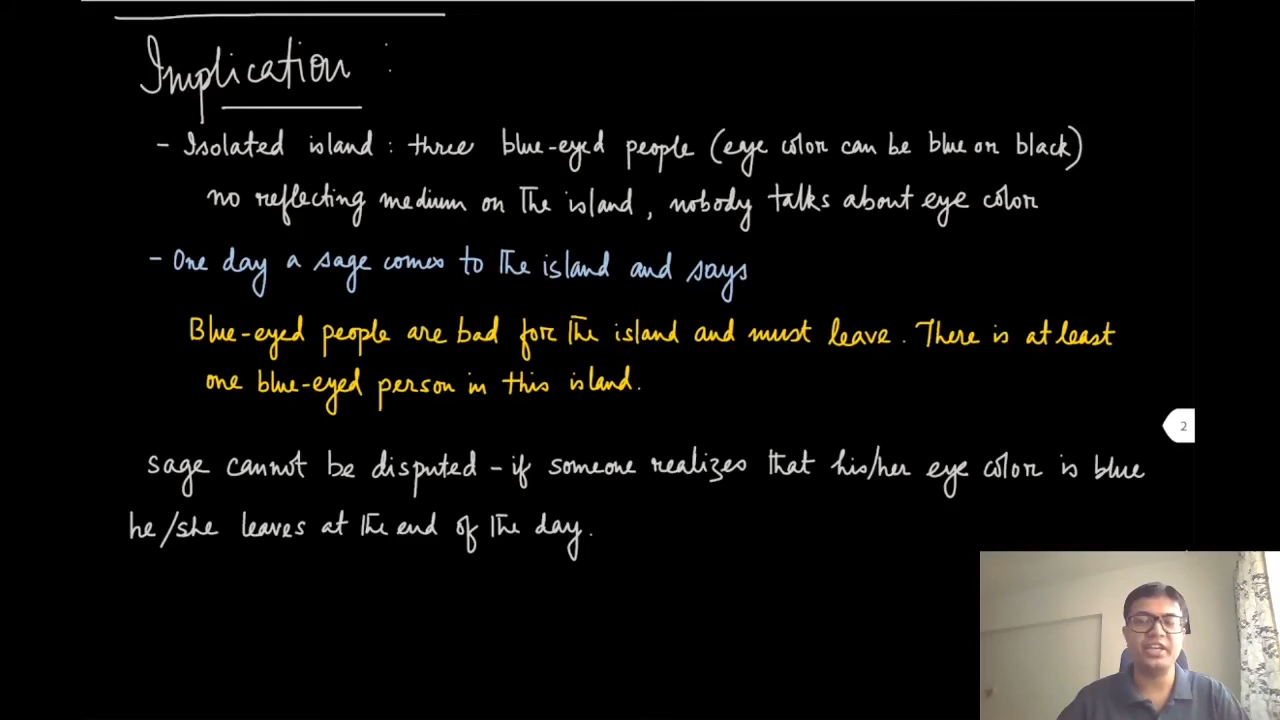 Implication :
- Isolated island : three blue-eyed people (eye color can be blue or black)
no reflecting medium on the island, nobody talks about eye color
- One day a sage comes to the island and says
Blue-eyed people are bad for the island and must leave. There is at least
one blue-eyed person in this island.
2
sage cannot be disputed - if someone realizes that his/her eye color is blue
he/she leaves at the end of the day.